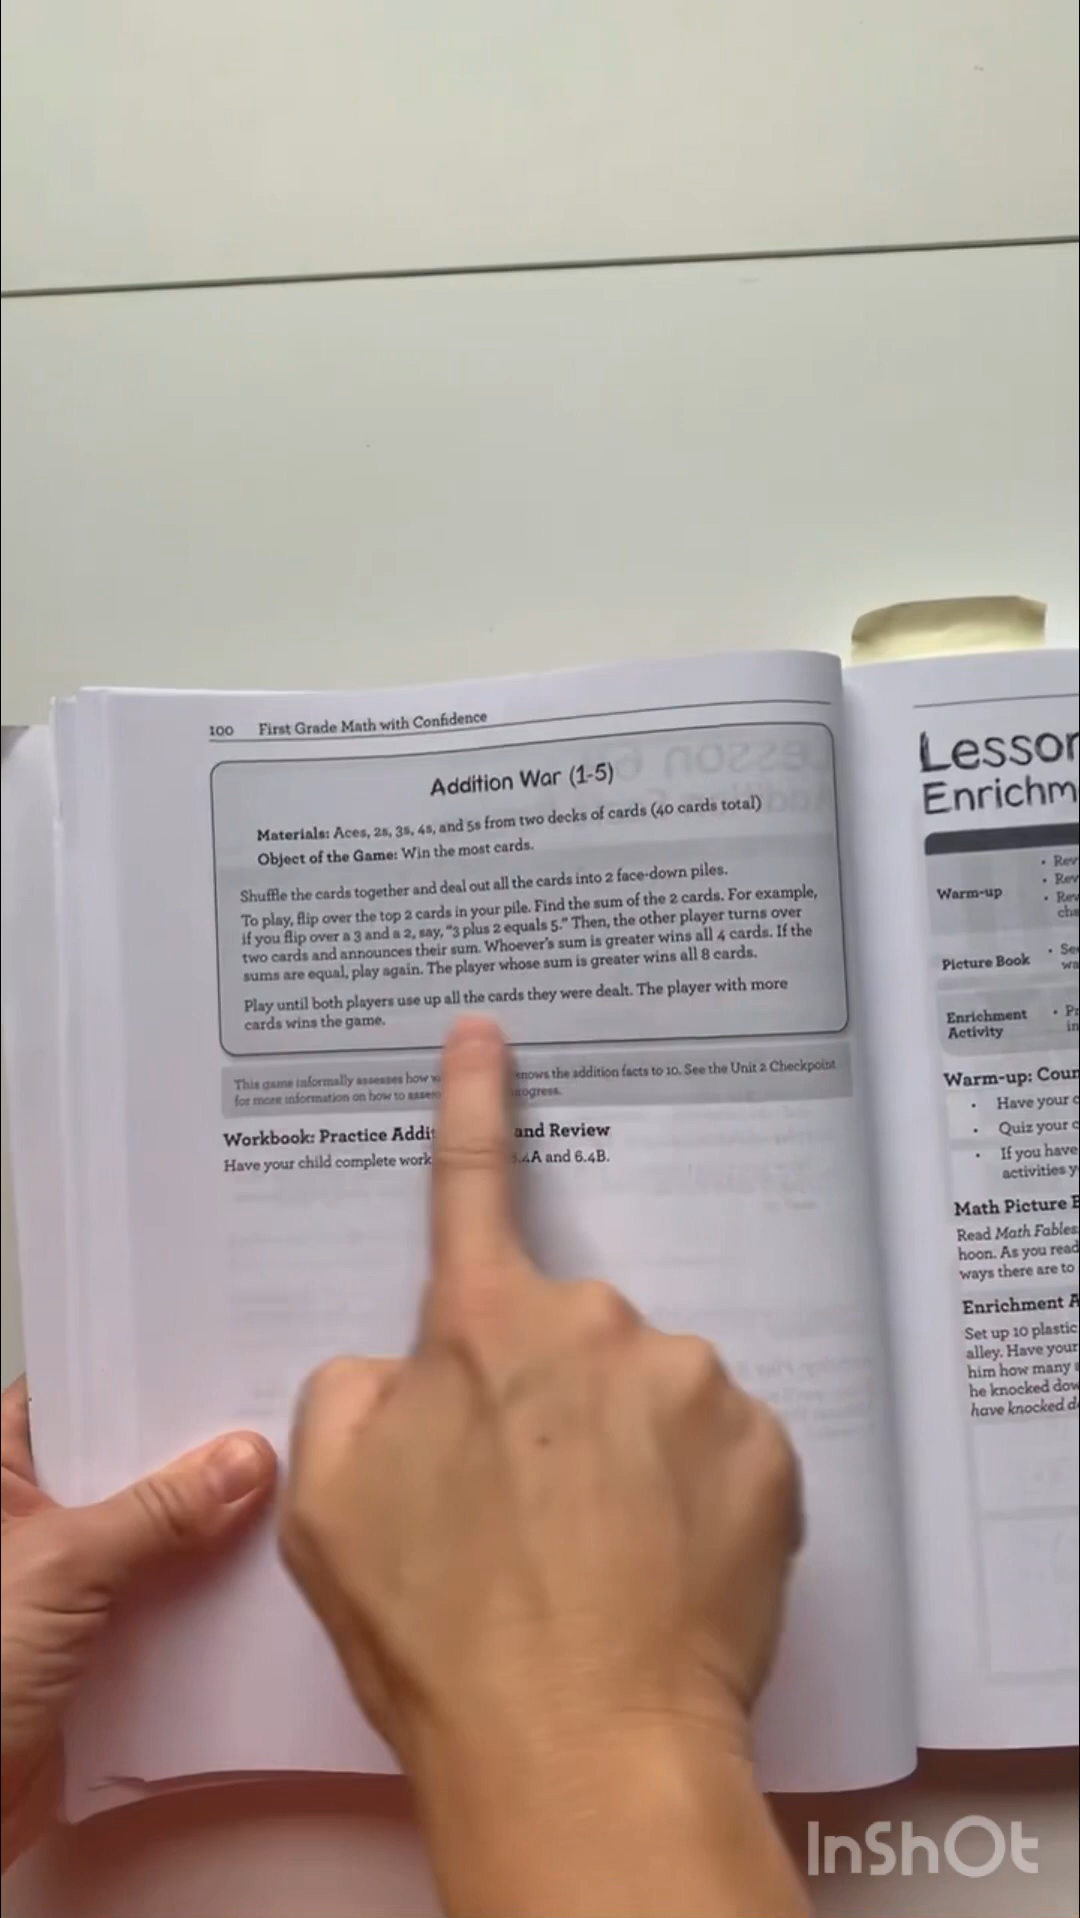 100 First Grade Math with Confidence
Addition War (1-5)
Materials: Aces, 2s, 3s, 4s, and 5s from two decks of cards (40 cards total)
Object of the Game: Win the most cards.
Shuffle the cards together and deal out all the cards into 2 face-down piles.
To play, flip over the top 2 cards in your pile. Find the sum of the 2 cards. For example,
if you flip over a 3 and a 2, say, "3 plus 2 equals 5." Then, the other player turns over
two cards and announces their sum. Whoever's sum is greater wins all 4 cards. If the
sums are equal, play again. The player whose sum is greater wins all 8 cards.
Play until both players use up all the cards they were dealt. The player with more
cards wins the game.
This game informally assesses how knows the addition facts to 10. See the Unit 2 Checkpoint
for more information on how to
Workbook: Practice and Review
Have your child complete and 6.4B.
Lesson
Enrichm
Warm-up
• Rev
• Rev
• Rev
cha
Picture Book
• See
wa
Enrichment
Activity
• Pr
in
Warm-up: Coun
• Have your c
• Quiz your c
• If you have
activities y
Math Picture B
Read Math Fables
hoon. As you read
ways there are to
Enrichment A
Set up 10 plastic
alley. Have your
him how many
he knocked dow
have knocked d
InShOt